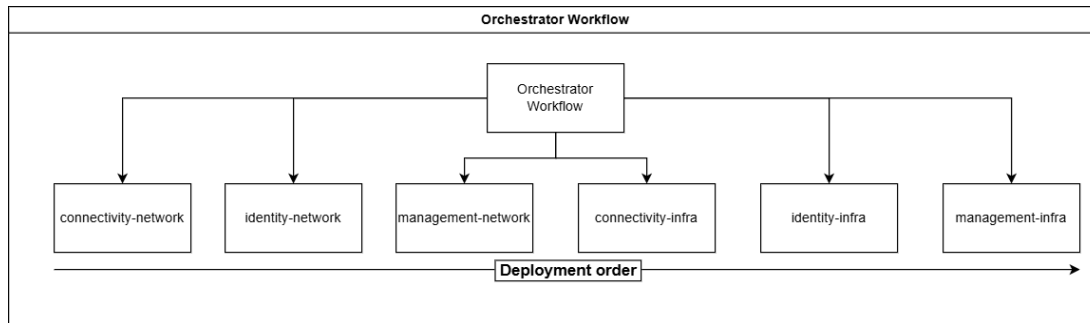 Orchestrator Workflow
Orchestrator
Workflow
connectivity-network
identity-network
management-network
connectivity-infra
identity-infra
management-infra
Deployment order